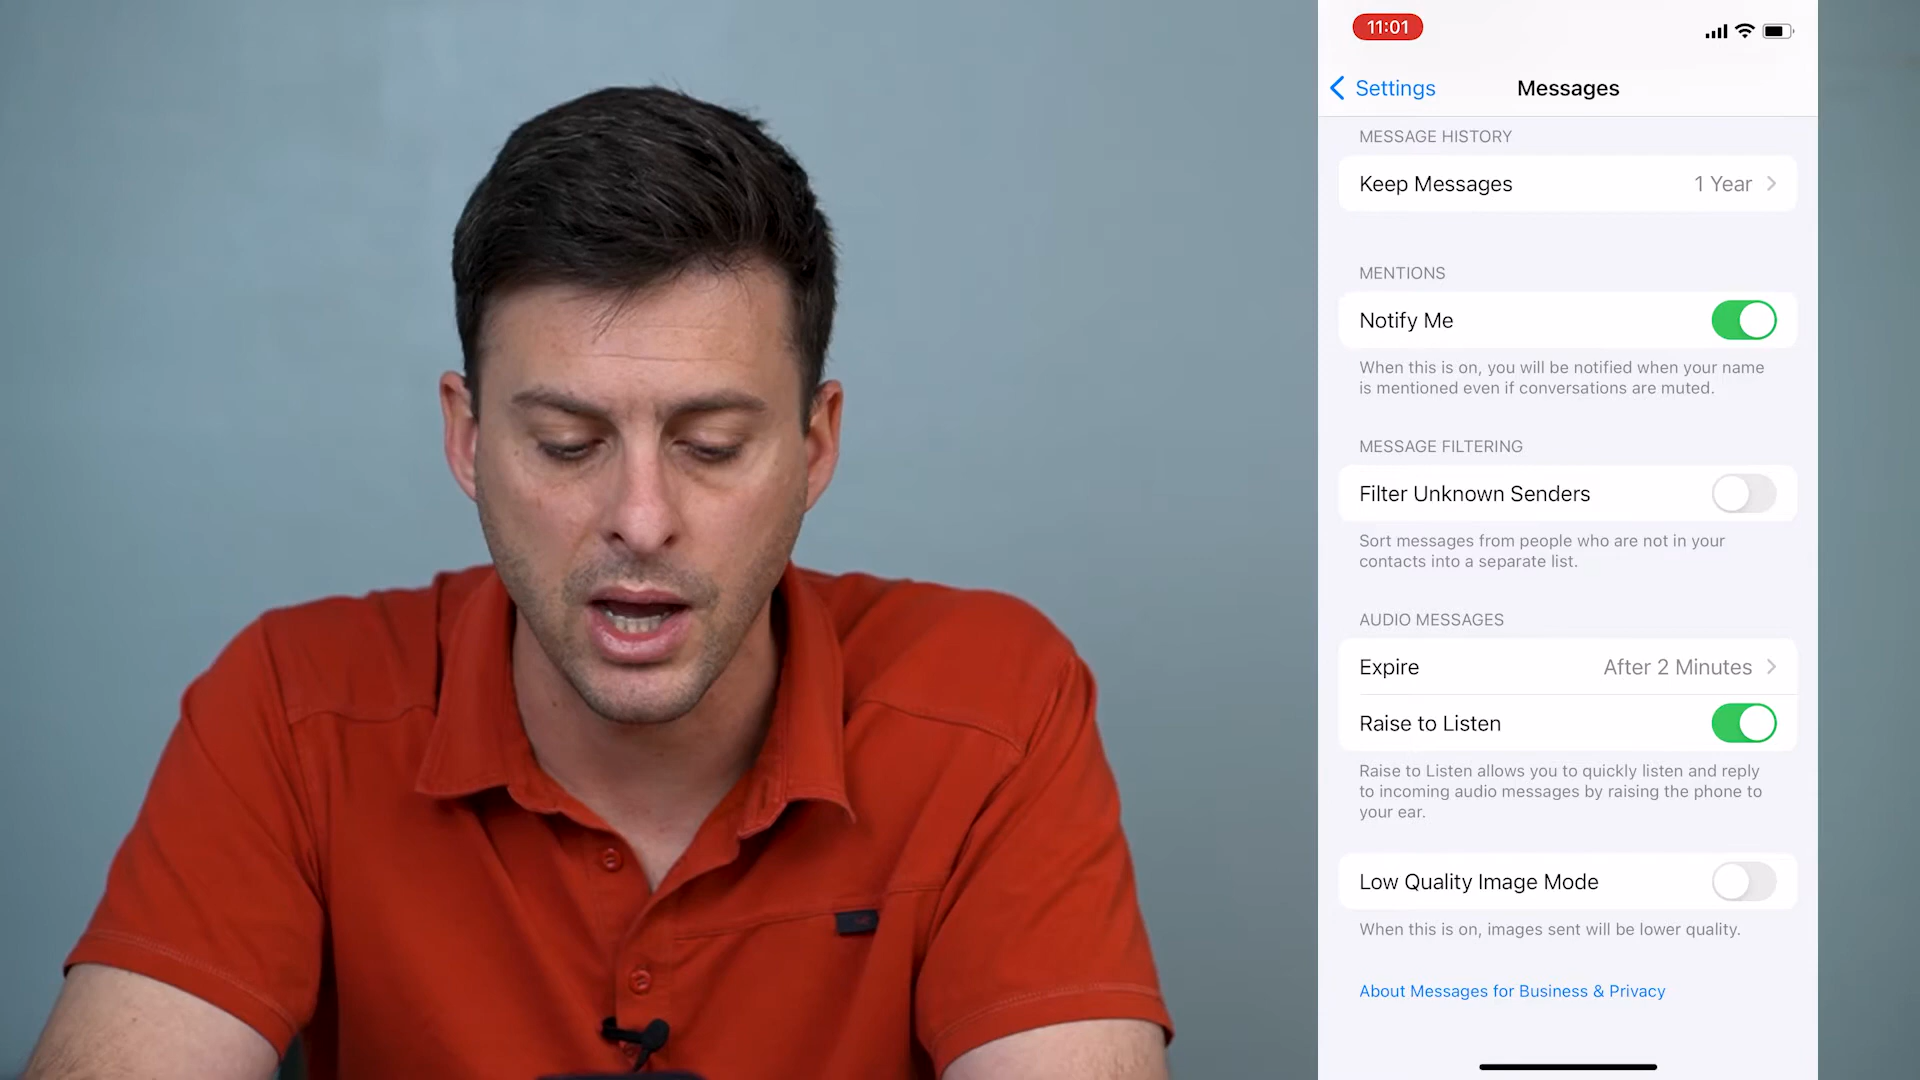 11:01
Settings
Messages
MESSAGE HISTORY
Keep Messages 1 Year
MENTIONS
Notify Me
When this is on, you will be notified when your name
is mentioned even if conversations are muted.
MESSAGE FILTERING
Filter Unknown Senders
Sort messages from people who are not in your
contacts into a separate list.
AUDIO MESSAGES
Expire After 2 Minutes
Raise to Listen
Raise to Listen allows you to quickly listen and reply
to incoming audio messages by raising the phone to
your ear.
Low Quality Image Mode
When this is on, images sent will be lower quality.
About Messages for Business & Privacy